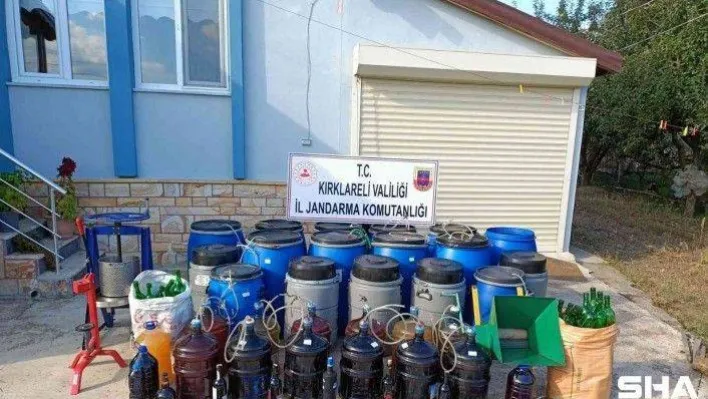 T.C.
KIRKLARELİ VALİLİĞİ
İL JANDARMA KOMUTANLIĞI
SHA